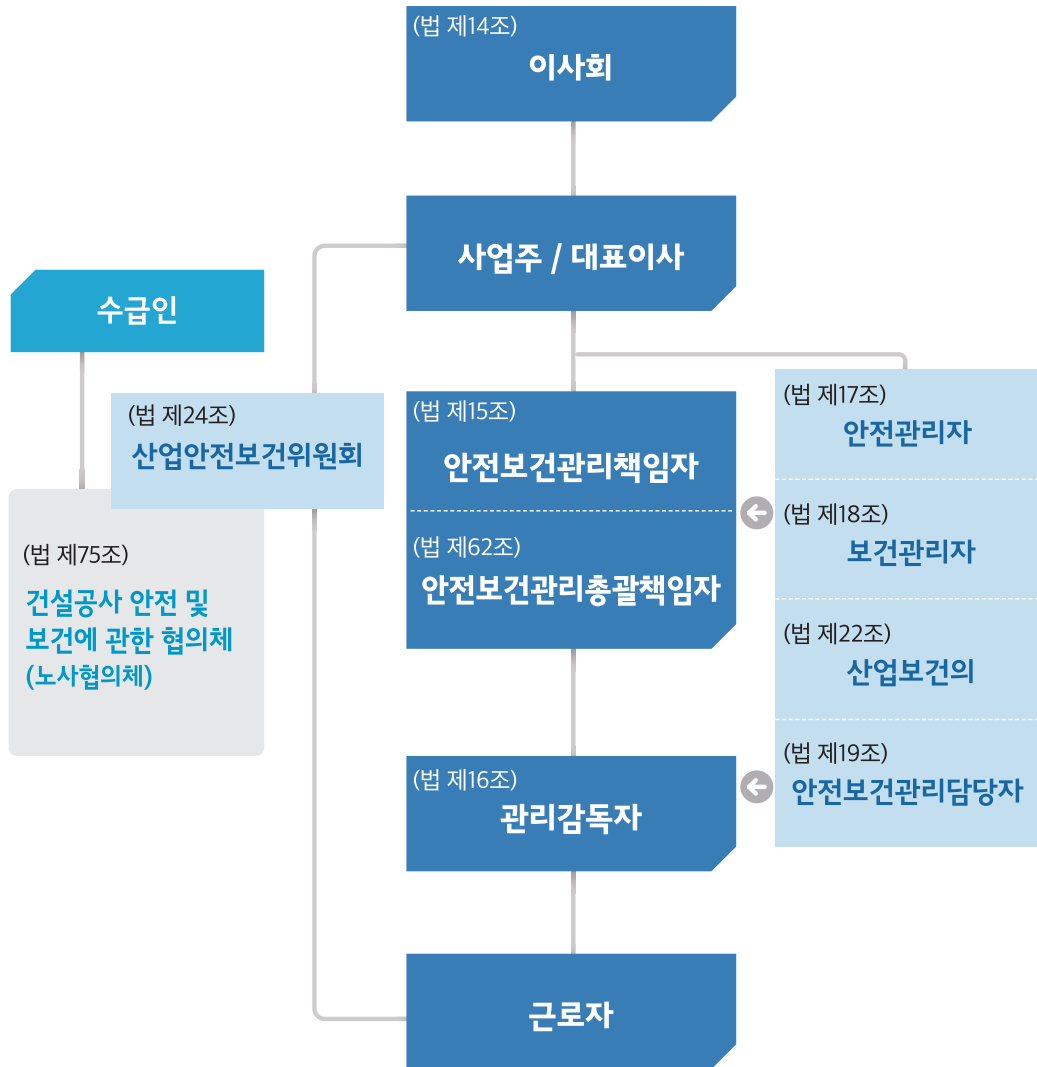 (법 제14조)
이사회
사업주 / 대표이사
수급인
(법 제24조)
산업안전보건위원회
(법 제75조)
건설공사 안전 및
보건에 관한 협의체
(노사협의체)
(법 제15조)
안전보건관리책임자
(법 제62조)
안전보건관리총괄책임자
(법 제17조)
안전관리자
(법 제18조)
보건관리자
(법 제22조)
산업보건의
(법 제19조)
안전보건관리담당자
(법 제16조)
관리감독자
근로자